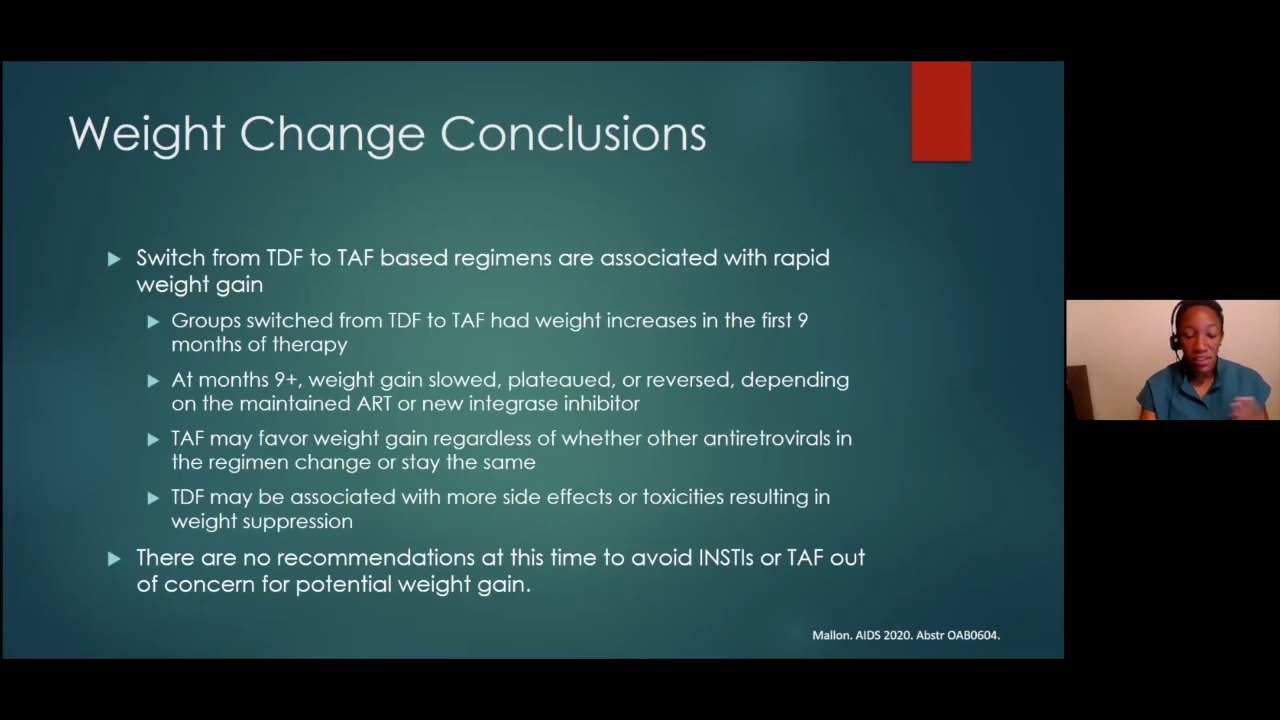 Weight Change Conclusions
Switch from TDF to TAF based regimens are associated with rapid
weight gain
Groups switched from TDF to TAF had weight increases in the first 9
months of therapy
At months 9+, weight gain slowed, plateaued, or reversed, depending
on the maintained ART or new integrase inhibitor
TAF may favor weight gain regardless of whether other antiretrovirals in
the regimen change or stay the same
TDF may be associated with more side effects or toxicities resulting in
weight suppression
There are no recommendations at this time to avoid INSTIs or TAF out
of concern for potential weight gain.
Mallon. AIDS 2020. Abstr OAB0604.